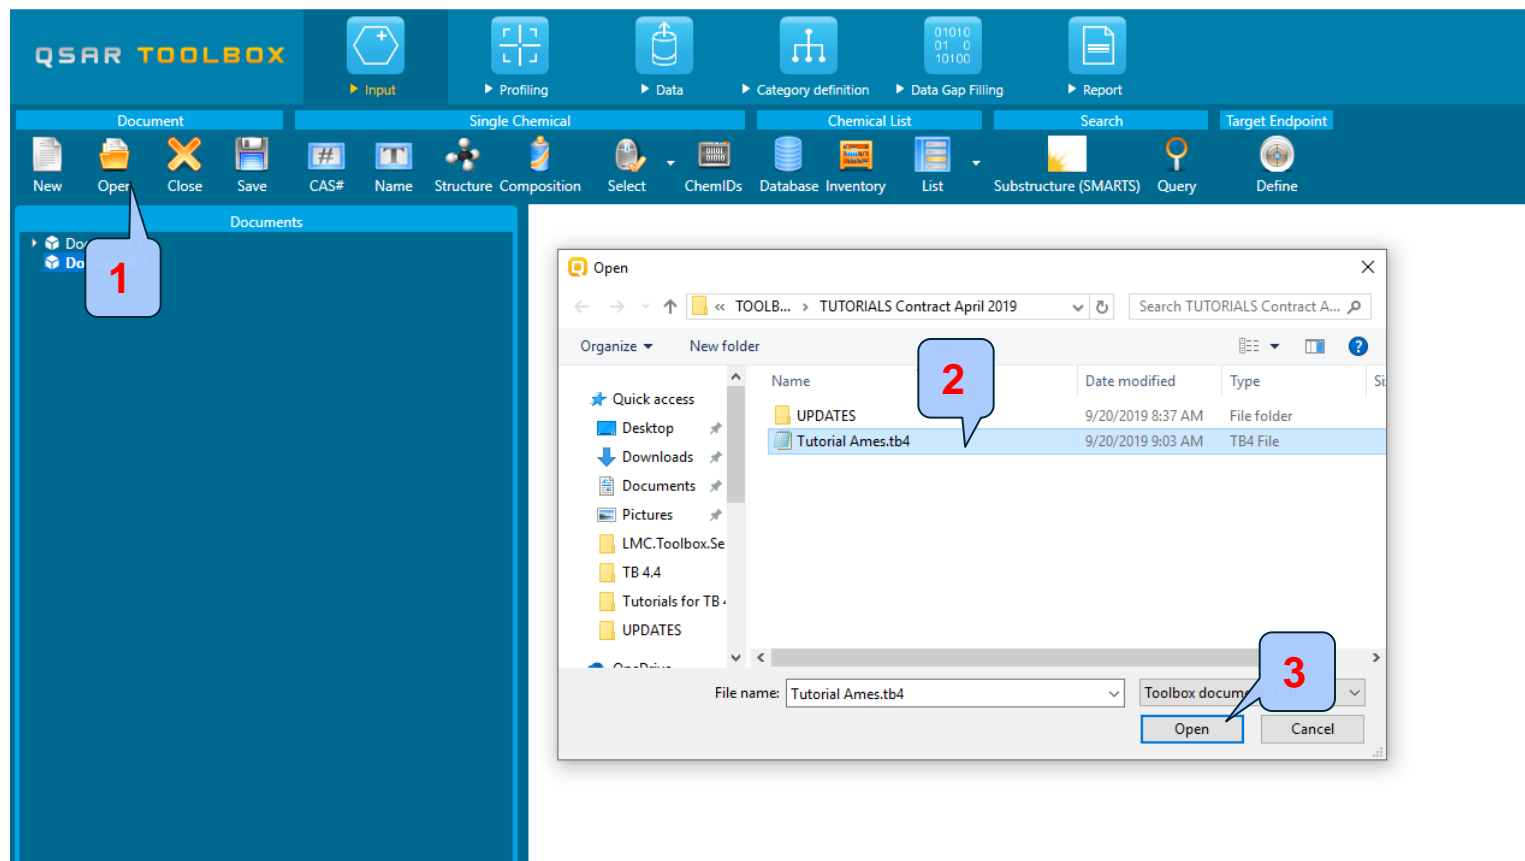 QSAR TOOLBOX
Input
Profiling
Data
Category definition
Data Gap Filling
Report
01010
01 0
10100
Document
Single Chemical
Chemical List
Search
Target Endpoint
New
Open
Close
Save
CAS#
Name
Structure
Composition
Select
ChemIDs
Database
Inventory
List
Substructure (SMARTS)
Query
Define
Documents
1
Open
« TOOLB... › TUTORIALS Contract April 2019
Search TUTORIALS Contract A...
Organize
New folder
2
Name
Date modified
Type
Quick access
Desktop
Downloads
Documents
Pictures
LMC.Toolbox.Se
TB 4.4
Tutorials for TB
UPDATES
UPDATES
9/20/2019 8:37 AM
File folder
Tutorial Ames.tb4
9/20/2019 9:03 AM
TB4 File
3
File name:
Tutorial Ames.tb4
Toolbox
Open
Cancel